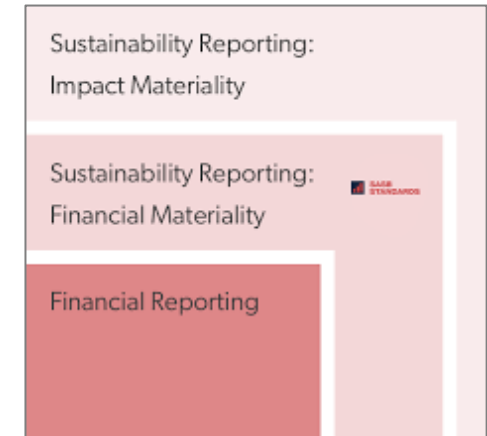 Sustainability Reporting:
Impact Materiality
Sustainability Reporting:
Financial Materiality
SASB
STANDARDS
Financial Reporting